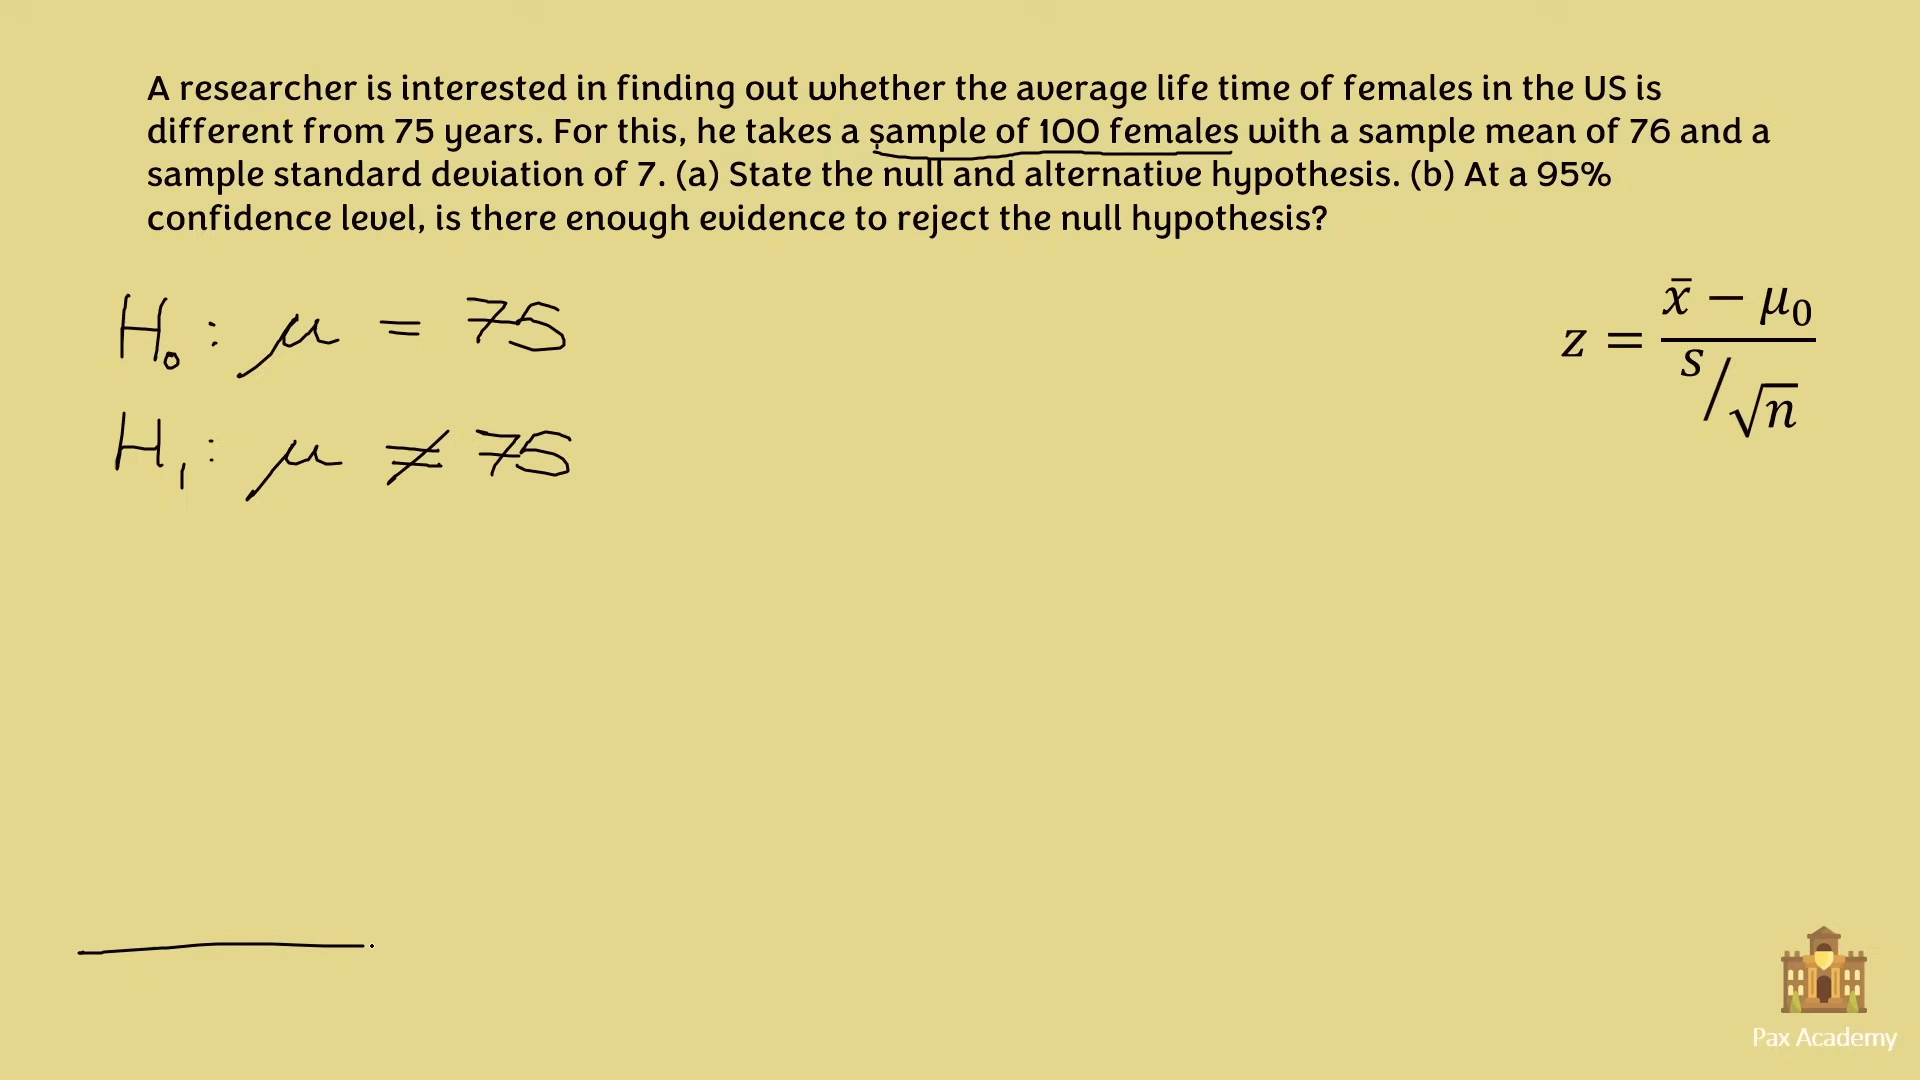 A researcher is interested in finding out whether the average life time of females in the US is
different from 75 years. For this, he takes a sample of 100 females with a sample mean of 76 and a
sample standard deviation of 7. (a) State the null and alternative hypothesis. (b) At a 95%
confidence level, is there enough evidence to reject the null hypothesis?
H₀ : μ = 75
z = (x̄ − μ₀) / (s/√n)
H₁ : μ ≠ 75
Pax Academy